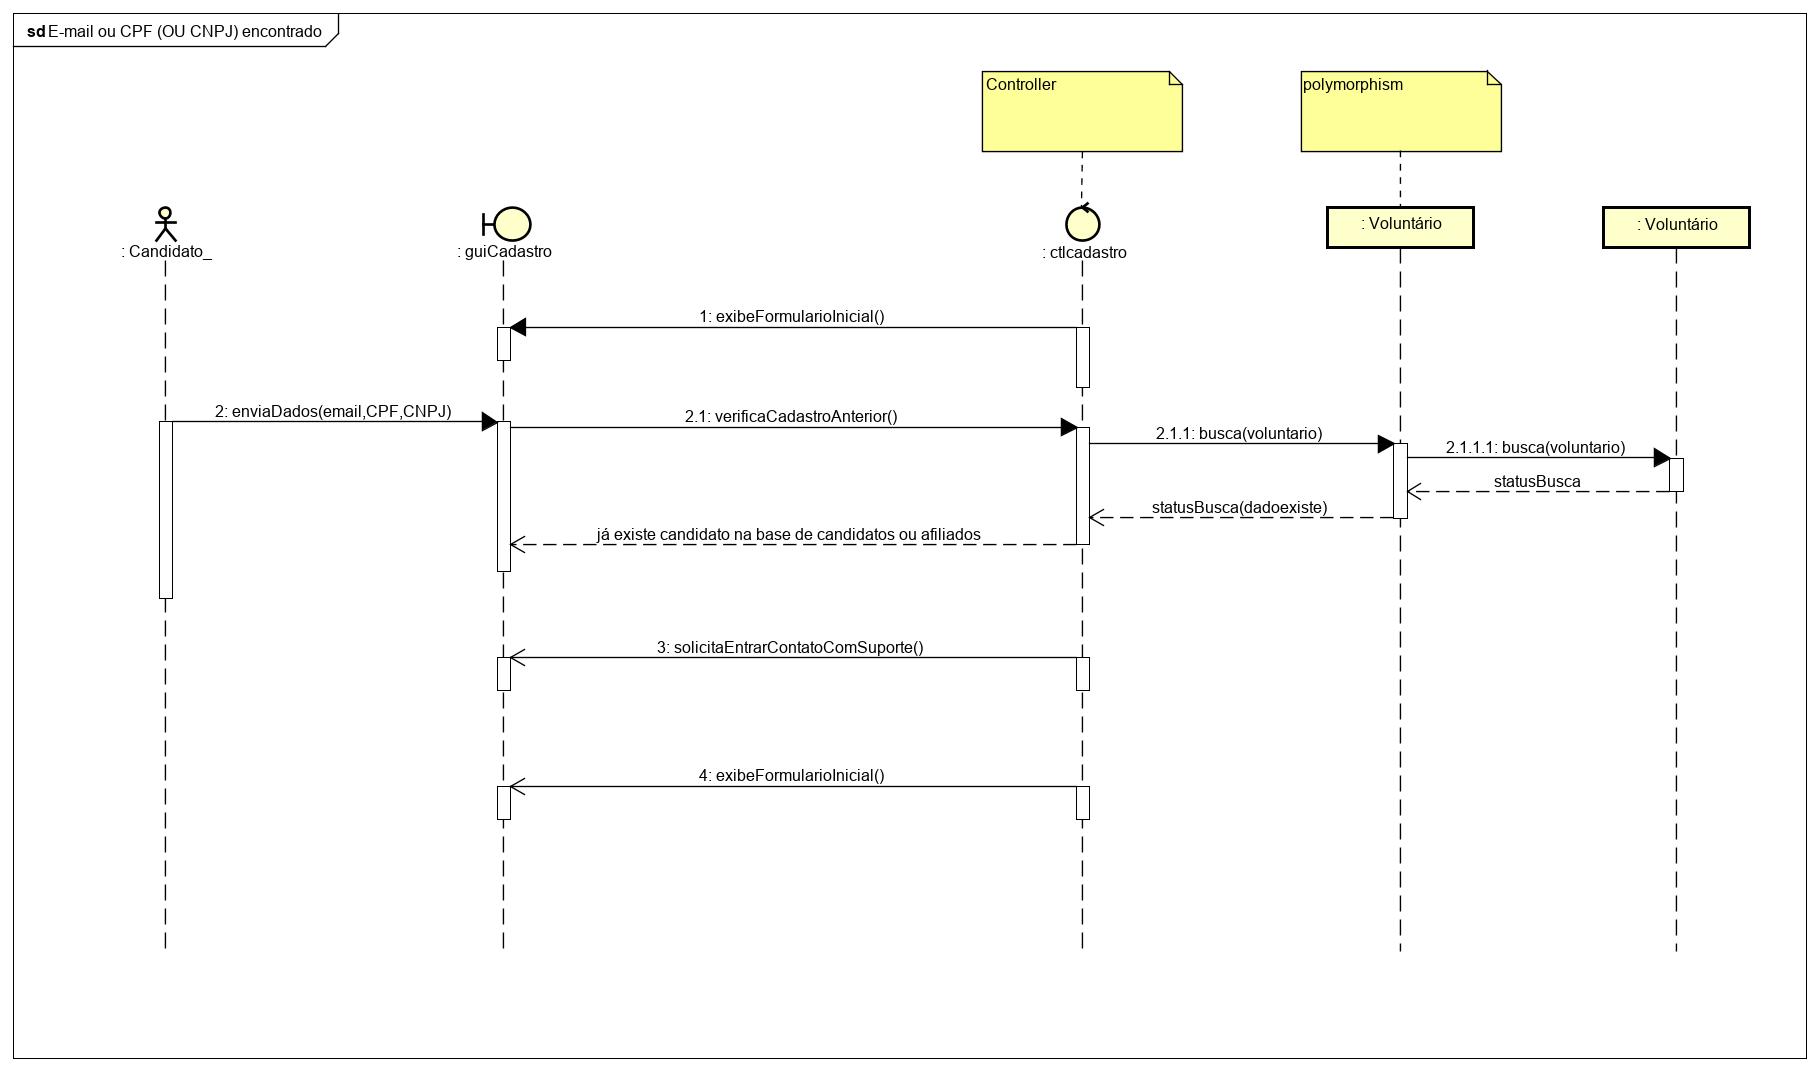 sd E-mail ou CPF (OU CNPJ) encontrado
Controller
polymorphism
: Candidato_
: guiCadastro
: ctlcadastro
: Voluntário
: Voluntário
1: exibeFormularioInicial()
2: enviaDados(email,CPF,CNPJ)
2.1: verificaCadastroAnterior()
2.1.1: busca(voluntario)
2.1.1.1: busca(voluntario)
statusBusca
statusBusca(dadoexiste)
já existe candidato na base de candidatos ou afiliados
3: solicitaEntrarContatoComSuporte()
4: exibeFormularioInicial()